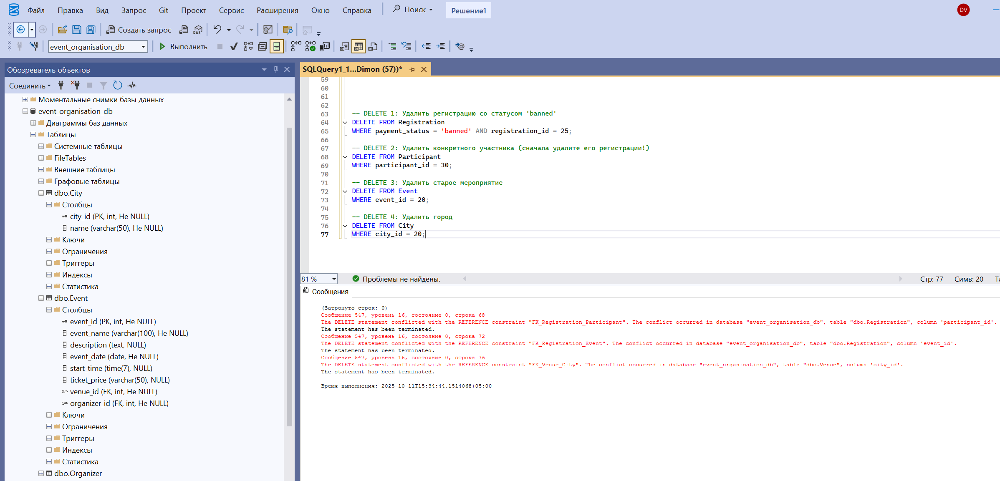 Файл Правка Вид Запрос Git Проект Сервис Расширения Окно Справка Поиск Решение1 DV
Создать запрос DAX
event_organisation_db Выполнить
Обозреватель объектов
Соединить
Моментальные снимки базы данных
event_organisation_db
Диаграммы баз данных
Таблицы
Системные таблицы
FileTables
Внешние таблицы
Графовые таблицы
dbo.City
Столбцы
city_id (PK, int, Не NULL)
name (varchar(50), Не NULL)
Ключи
Ограничения
Триггеры
Индексы
Статистика
dbo.Event
Столбцы
event_id (PK, int, Не NULL)
event_name (varchar(100), Не NULL)
description (text, NULL)
event_date (date, Не NULL)
start_time (time(7), NULL)
ticket_price (varchar(50), NULL)
venue_id (FK, int, Не NULL)
organizer_id (FK, int, Не NULL)
Ключи
Ограничения
Триггеры
Индексы
Статистика
dbo.Organizer
SQLQuery1_1...Dimon (57))*
59
60
61
62
63 -- DELETE 1: Удалить регистрацию со статусом 'banned'
64 DELETE FROM Registration
65 WHERE payment_status = 'banned' AND registration_id = 25;
66
67 -- DELETE 2: Удалить конкретного участника (сначала удалите его регистрации!)
68 DELETE FROM Participant
69 WHERE participant_id = 30;
70
71 -- DELETE 3: Удалить старое мероприятие
72 DELETE FROM Event
73 WHERE event_id = 20;
74
75 -- DELETE 4: Удалить город
76 DELETE FROM City
77 WHERE city_id = 20;
81 % Проблемы не найдены. Стр: 77 Симв: 20 Та
Сообщения
(Затронуто строк: 0)
Сообщение 547, уровень 16, состояние 0, строка 68
The DELETE statement conflicted with the REFERENCE constraint "FK_Registration_Participant". The conflict occurred in database "event_organisation_db", table "dbo.Registration", column 'participant_id'.
The statement has been terminated.
Сообщение 547, уровень 16, состояние 0, строка 72
The DELETE statement conflicted with the REFERENCE constraint "FK_Registration_Event". The conflict occurred in database "event_organisation_db", table "dbo.Registration", column 'event_id'.
The statement has been terminated.
Сообщение 547, уровень 16, состояние 0, строка 76
The DELETE statement conflicted with the REFERENCE constraint "FK_Venue_City". The conflict occurred in database "event_organisation_db", table "dbo.Venue", column 'city_id'.
The statement has been terminated.
Время выполнения: 2025-10-11T15:34:44.1514068+05:00